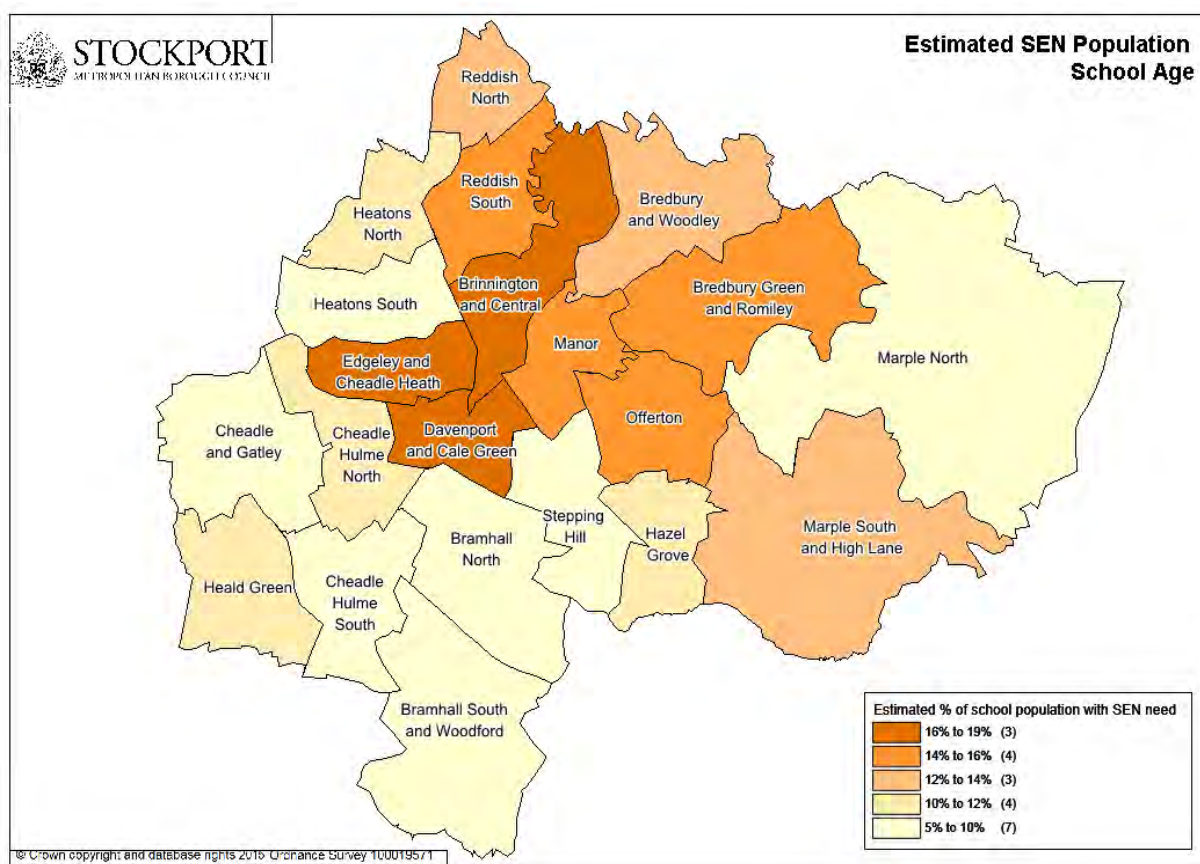 STOCKPORT
METROPOLITAN BOROUGH COUNCIL
Estimated SEN Population
School Age
Reddish
North
Reddish
South
Heatons
North
Bredbury
and Woodley
Brinnington
and Central
Bredbury Green
and Romiley
Heatons South
Manor
Marple North
Edgeley and
Cheadle Heath
Offerton
Cheadle
and Gatley
Cheadle
Hulme
North
Davenport
and Cale Green
Stepping
Hill
Hazel
Grove
Marple South
and High Lane
Bramhall
North
Heald Green
Cheadle
Hulme
South
Bramhall South
and Woodford
Estimated % of school population with SEN need
16% to 19% (3)
14% to 16% (4)
12% to 14% (3)
10% to 12% (4)
5% to 10% (7)
© Crown copyright and database rights 2015 Ordnance Survey 100019571